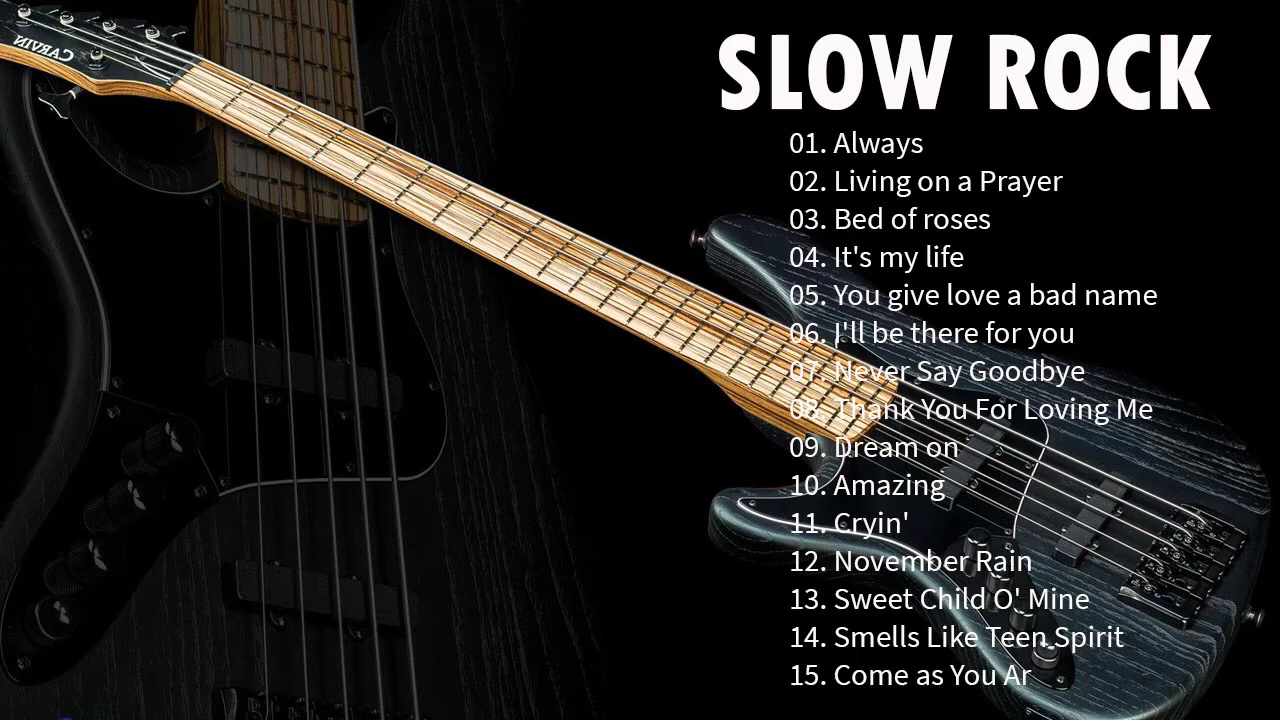 CARVIN
SLOW ROCK
01. Always
02. Living on a Prayer
03. Bed of roses
04. It's my life
05. You give love a bad name
06. I'll be there for you
07. Never Say Goodbye
08. Thank You For Loving Me
09. Dream on
10. Amazing
11. Cryin'
12. November Rain
13. Sweet Child O' Mine
14. Smells Like Teen Spirit
15. Come as You Ar